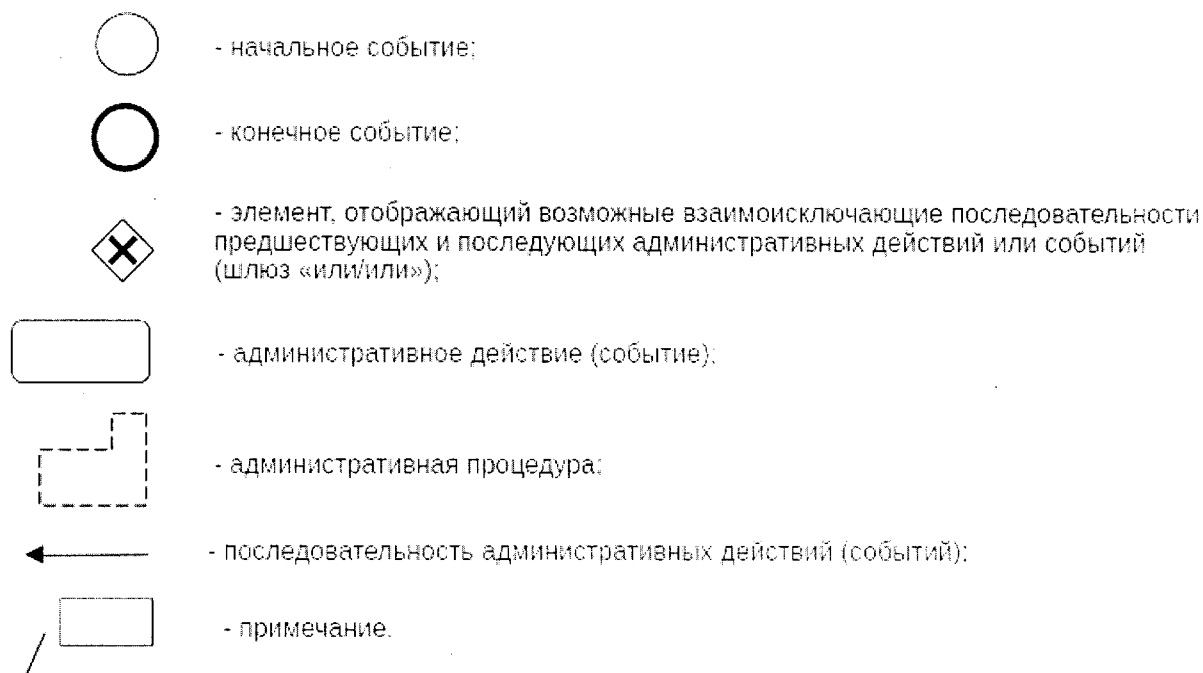 - начальное событие;
- конечное событие;
- элемент, отображающий возможные взаимоисключающие последовательности
предшествующих и последующих административных действий или событий
(шлюз «или/или»);
- административное действие (событие);
- административная процедура;
- последовательность административных действий (событий);
- примечание.